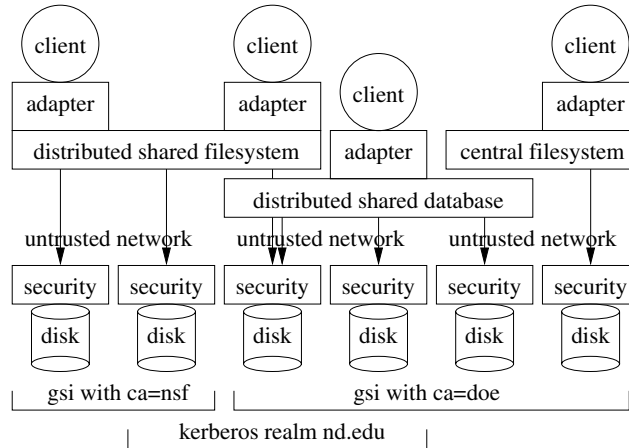 client client client
client
adapter adapter adapter
distributed shared filesystem adapter central filesystem
distributed shared database
untrusted network untrusted network untrusted network
security security security security security security
disk disk disk disk disk disk
gsi with ca=nsf gsi with ca=doe
kerberos realm nd.edu